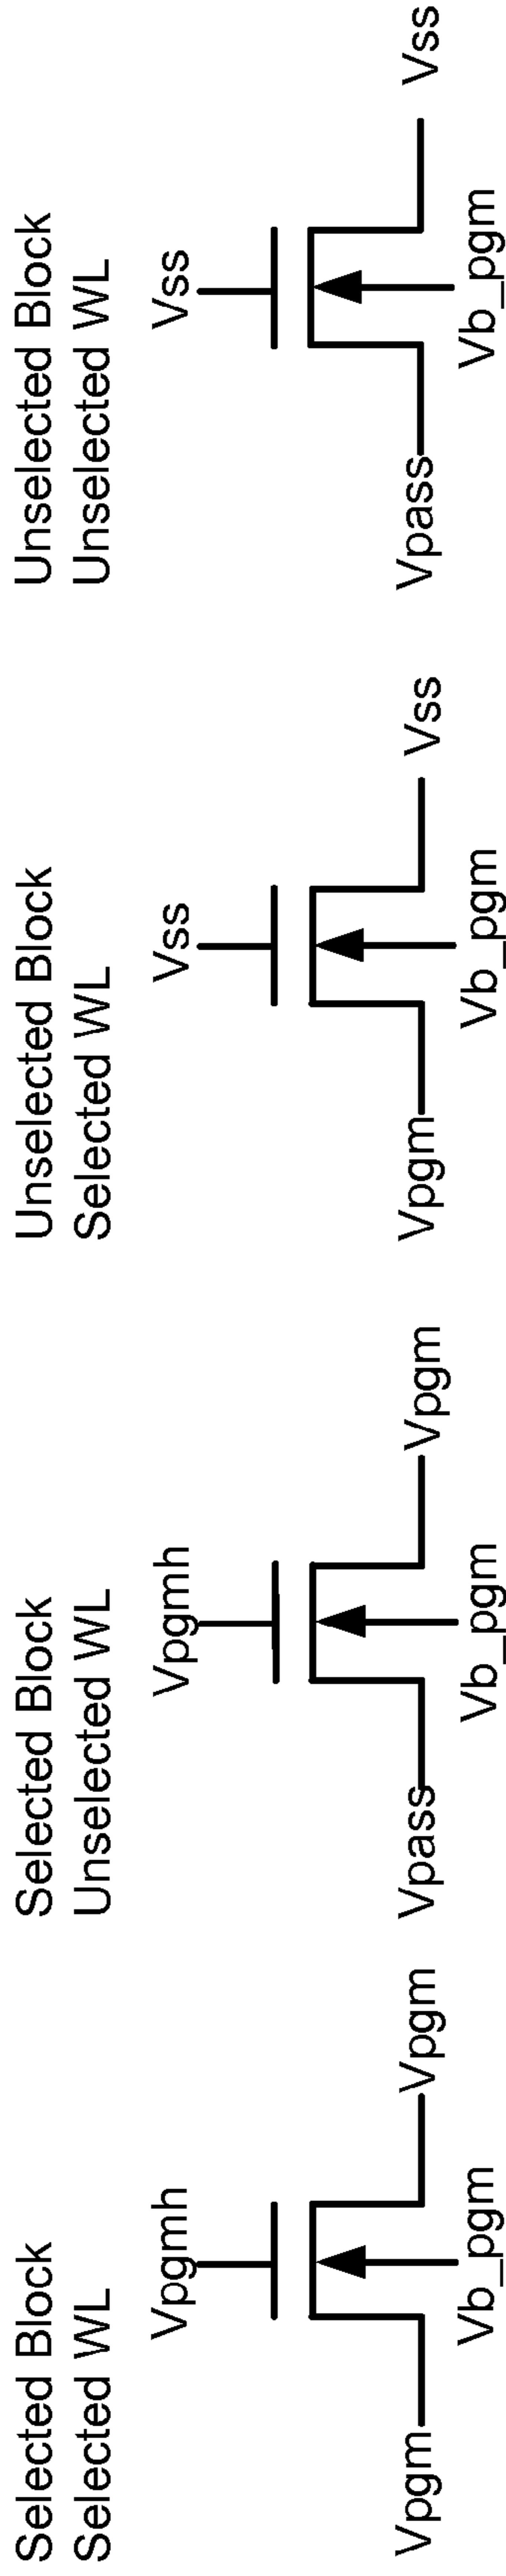 Selected Block
Selected WL
Vpgmh
Vpgm
Vpgm
Vb_pgm
Selected Block
Unselected WL
Vpgmh
Vpass
Vpgm
Vb_pgm
Unselected Block
Selected WL
Vss
Vpgm
Vss
Vb_pgm
Unselected Block
Unselected WL
Vss
Vpass
Vss
Vb_pgm